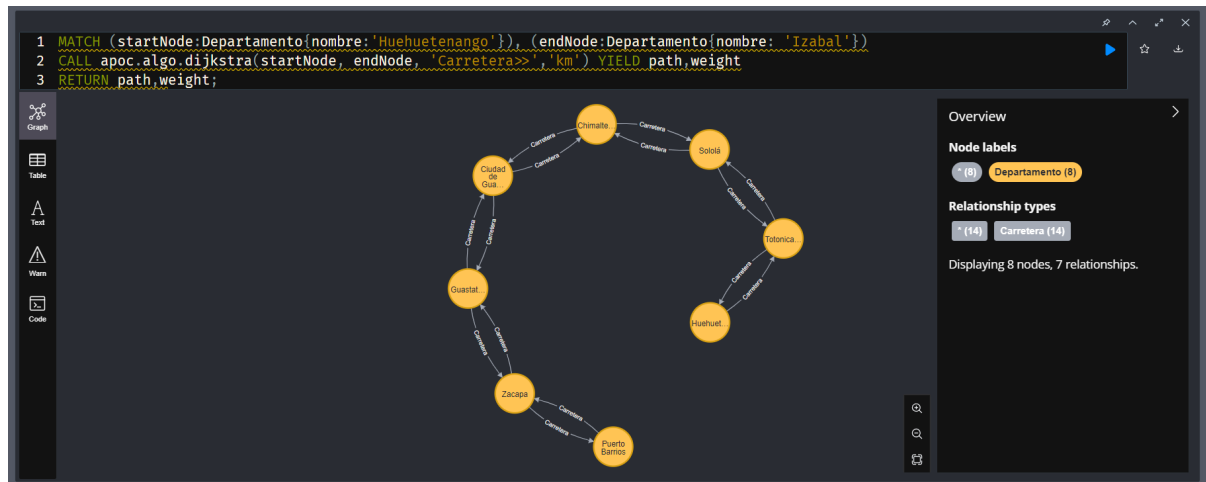 1 MATCH (startNode:Departamento{nombre:'Huehuetenango'}), (endNode:Departamento{nombre: 'Izabal'})
2 CALL apoc.algo.dijkstra(startNode, endNode, 'Carretera>>','km') YIELD path,weight
3 RETURN path,weight;
Graph
Table
Text
Warn
Code
Chimalte...
Carretera
Carretera
Sololá
Carretera
Carretera
Ciudad
de
Gua...
Carretera
Carretera
Totonica...
Carretera
Carretera
Guastat...
Carretera
Carretera
Huehuet...
Carretera
Carretera
Zacapa
Carretera
Carretera
Puerto
Barrios
Overview
Node labels
* (8) Departamento (8)
Relationship types
* (14) Carretera (14)
Displaying 8 nodes, 7 relationships.